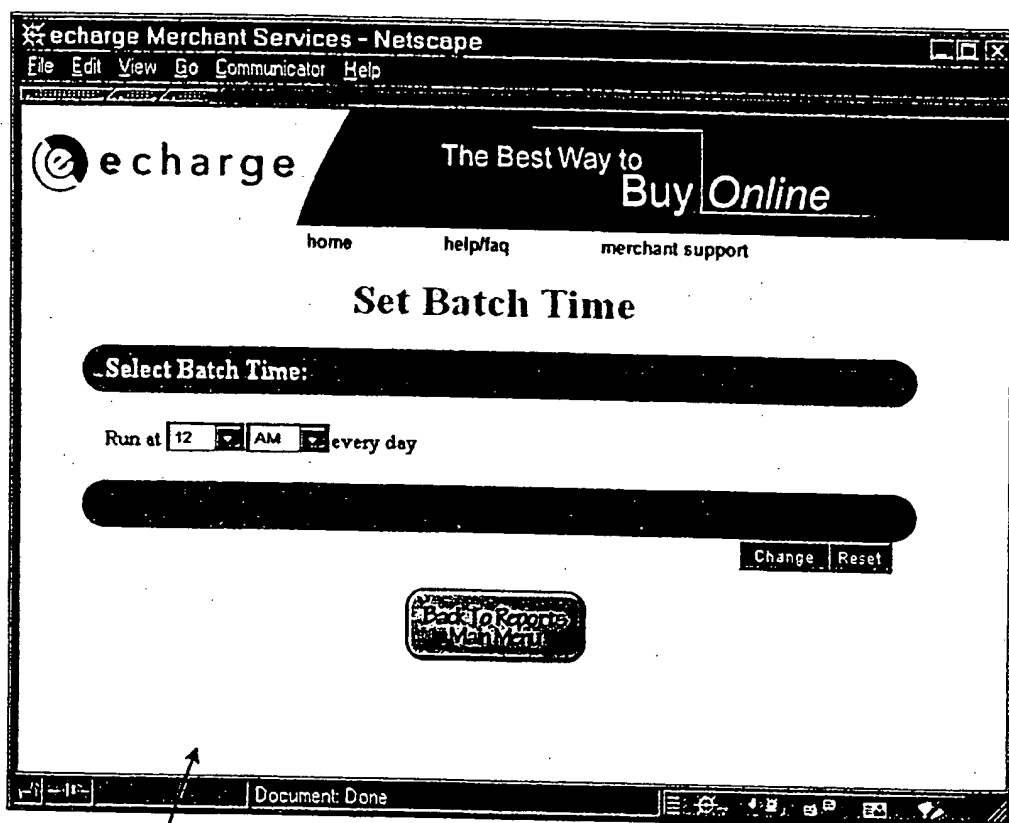 echarge Merchant Services - Netscape
File Edit View Go Communicator Help
echarge
The Best Way to
Buy Online
home help/faq merchant support
Set Batch Time
Select Batch Time:
Run at 12 AM every day
Change Reset
Back To Reports
Main Menu
Document: Done